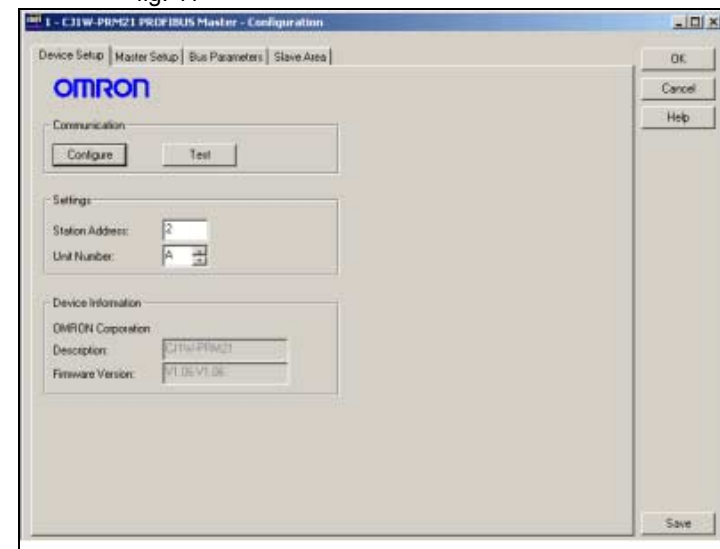 1 - CJ1W-PRM21 PROFIBUS Master - Configuration
Device Setup Master Setup Bus Parameters Slave Area
OMRON
OK
Cancel
Help
Communication
Configure Test
Settings
Station Address: 2
Unit Number: A
Device Information
OMRON Corporation
Description: CJ1W-PRM21
Firmware Version: V1.06 V1.06
Save